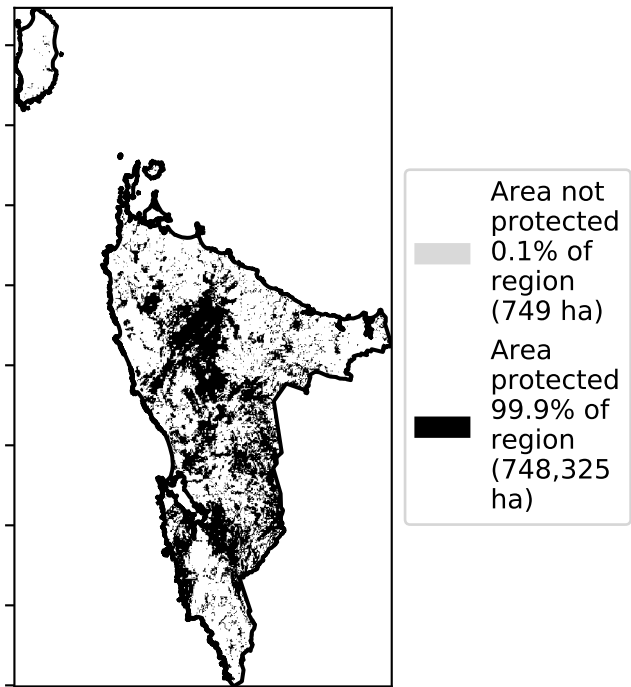 Area not
protected
0.1% of
region
(749 ha)
Area
protected
99.9% of
region
(748,325
ha)